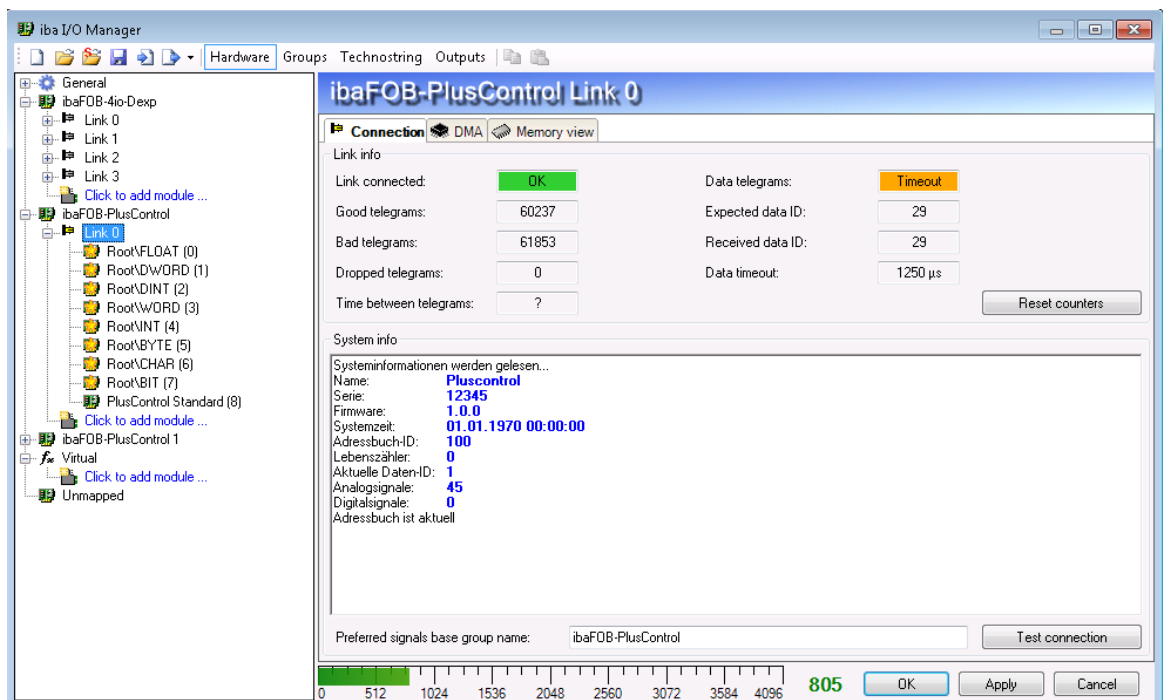 iba I/O Manager
Hardware Groups Technostring Outputs
General
ibaFOB-4io-Dexp
Link 0
Link 1
Link 2
Link 3
Click to add module ...
ibaFOB-PlusControl
Link 0
Root\FLOAT (0)
Root\DWORD (1)
Root\DINT (2)
Root\WORD (3)
Root\INT (4)
Root\BYTE (5)
Root\CHAR (6)
Root\BIT (7)
PlusControl Standard (8)
Click to add module ...
ibaFOB-PlusControl 1
fx Virtual
Click to add module ...
Unmapped
ibaFOB-PlusControl Link 0
Connection DMA Memory view
Link info
Link connected: OK Data telegrams: Timeout
Good telegrams: 60237 Expected data ID: 29
Bad telegrams: 61853 Received data ID: 29
Dropped telegrams: 0 Data timeout: 1250 µs
Time between telegrams: ? Reset counters
System info
Systeminformationen werden gelesen...
Name: Pluscontrol
Serie: 12345
Firmware: 1.0.0
Systemzeit: 01.01.1970 00:00:00
Adressbuch-ID: 100
Lebenszähler: 0
Aktuelle Daten-ID: 1
Analogsignale: 45
Digitalsignale: 0
Adressbuch ist aktuell
Preferred signals base group name: ibaFOB-PlusControl Test connection
0 512 1024 1536 2048 2560 3072 3584 4096 805 OK Apply Cancel